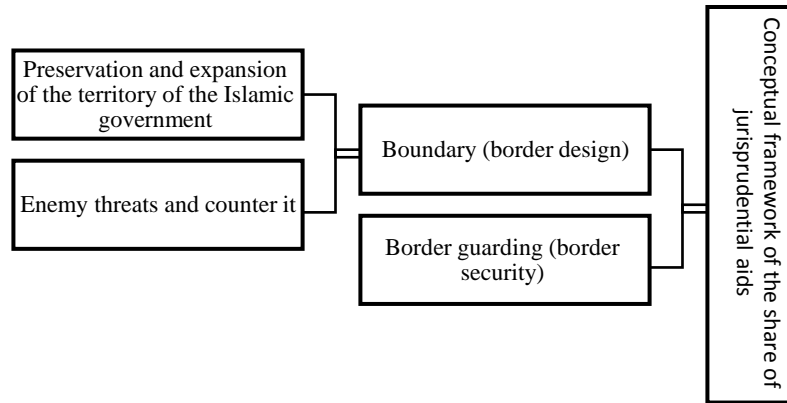 Preservation and expansion
of the territory of the Islamic
government
Enemy threats and counter it
Boundary (border design)
Border guarding (border
security)
Conceptual framework of the share of
jurisprudential aids